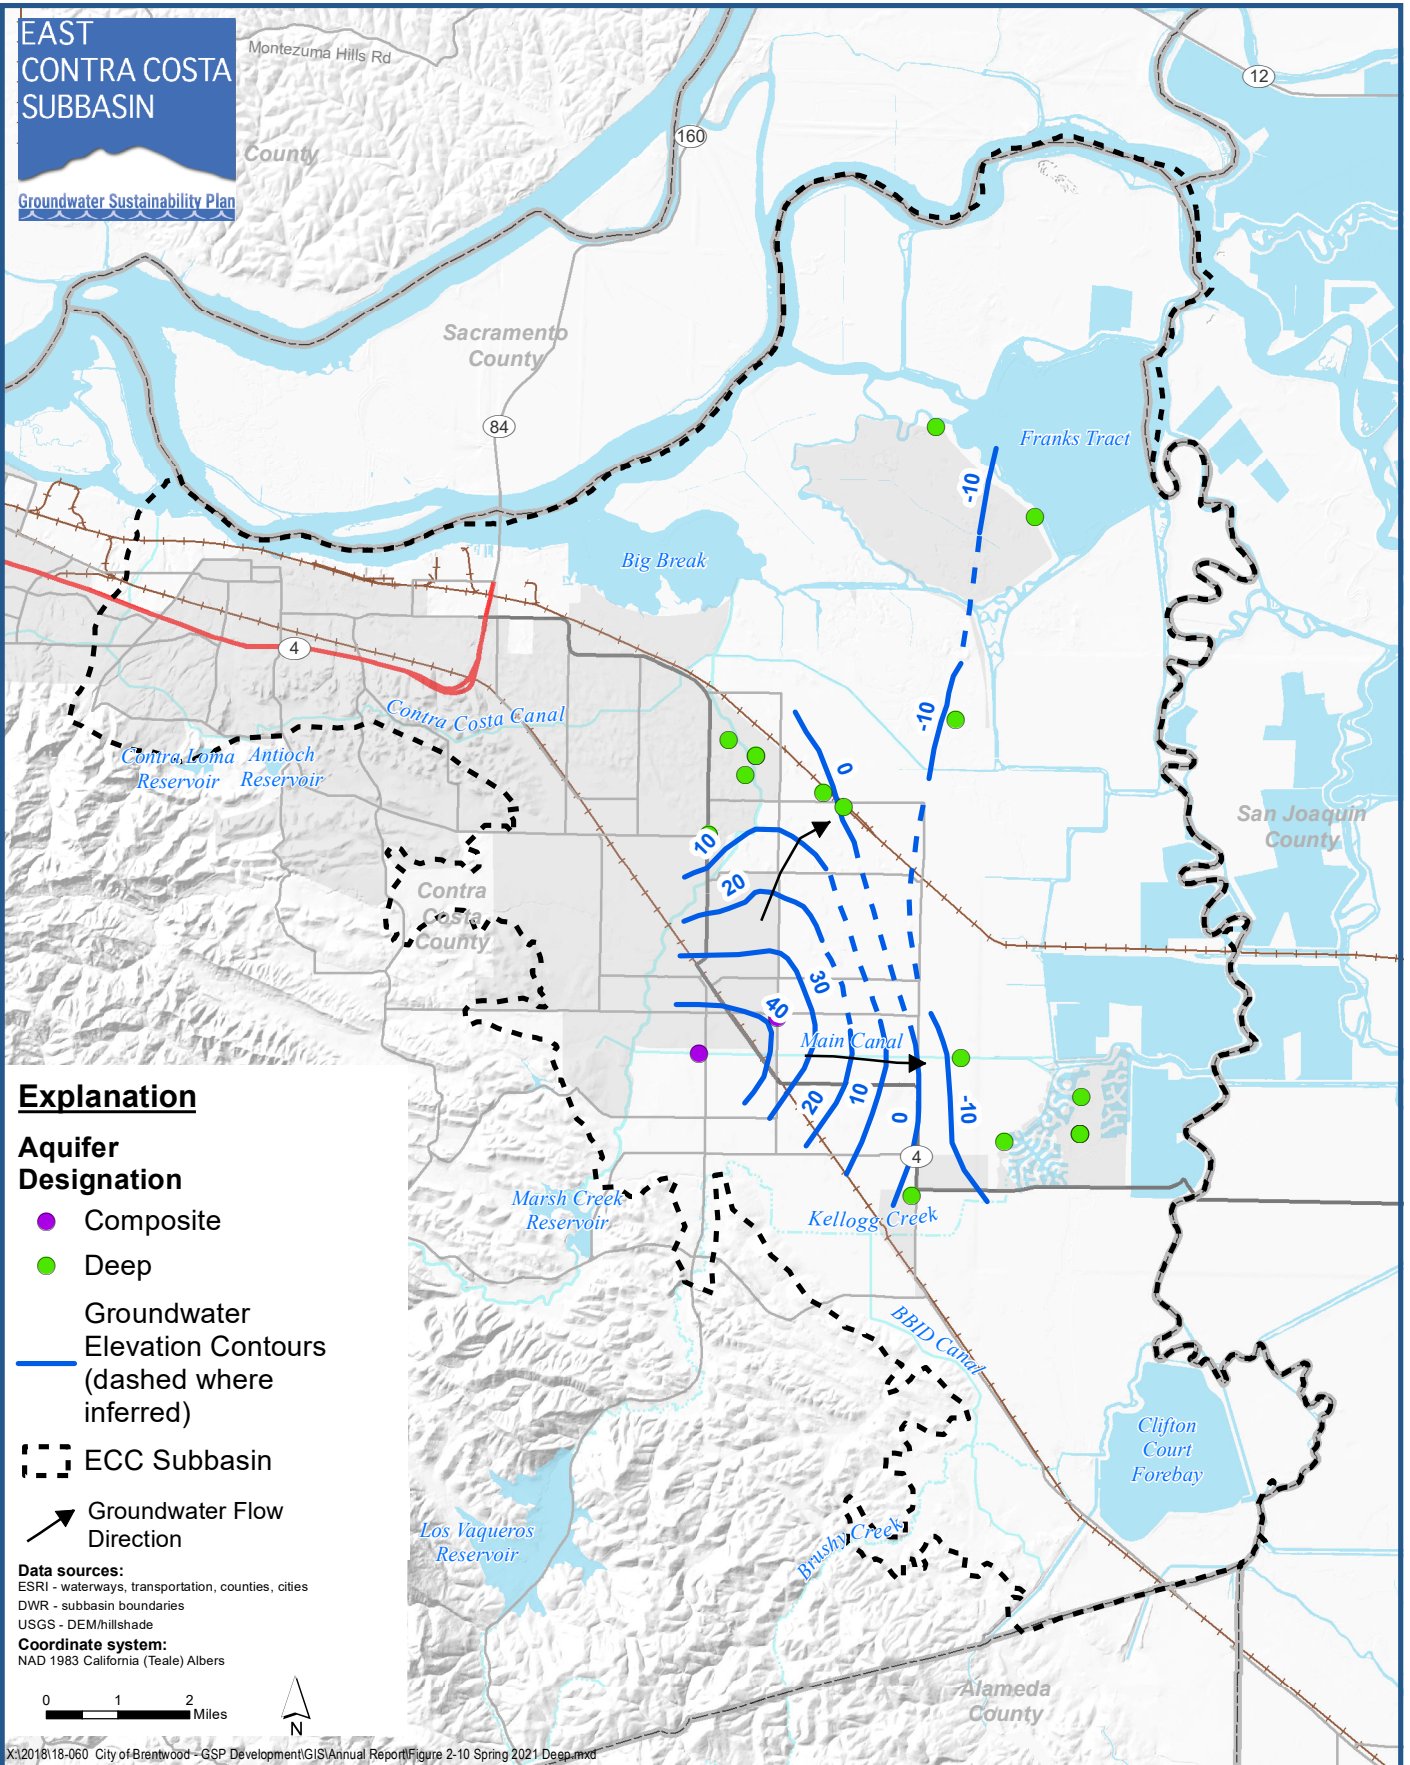 EAST
CONTRA COSTA
SUBBASIN
Groundwater Sustainability Plan
Montezuma Hills Rd
County
12
160
Sacramento
County
84
Franks Tract
-10
Big Break
4
Contra Costa Canal
Contra Loma
Reservoir
Antioch
Reservoir
-10
0
San Joaquin
County
10
20
Contra
Costa
County
30
40
Main Canal
20
10
0
-10
4
Marsh Creek
Reservoir
Kellogg Creek
BBID Canal
Clifton
Court
Forebay
Los Vaqueros
Reservoir
Brushy Creek
Alameda
County
Explanation
Aquifer
Designation
Composite
Deep
Groundwater
Elevation Contours
(dashed where
inferred)
ECC Subbasin
Groundwater Flow
Direction
Data sources:
ESRI - waterways, transportation, counties, cities
DWR - subbasin boundaries
USGS - DEM/hillshade
Coordinate system:
NAD 1983 California (Teale) Albers
0 1 2
Miles
N
X:\2018\18-060 City of Brentwood - GSP Development\GIS\Annual Report\Figure 2-10 Spring 2021 Deep.mxd